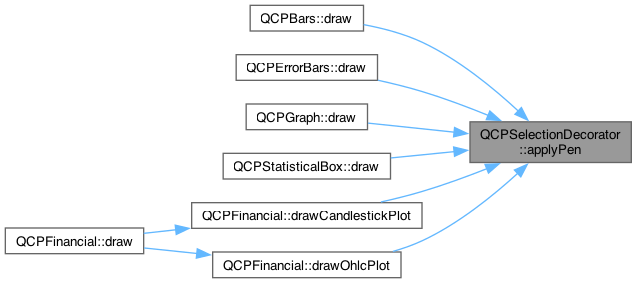 QCPBars::draw
QCPErrorBars::draw
QCPGraph::draw
QCPSelectionDecorator
::applyPen
QCPStatisticalBox::draw
QCPFinancial::drawCandlestickPlot
QCPFinancial::draw
QCPFinancial::drawOhlcPlot